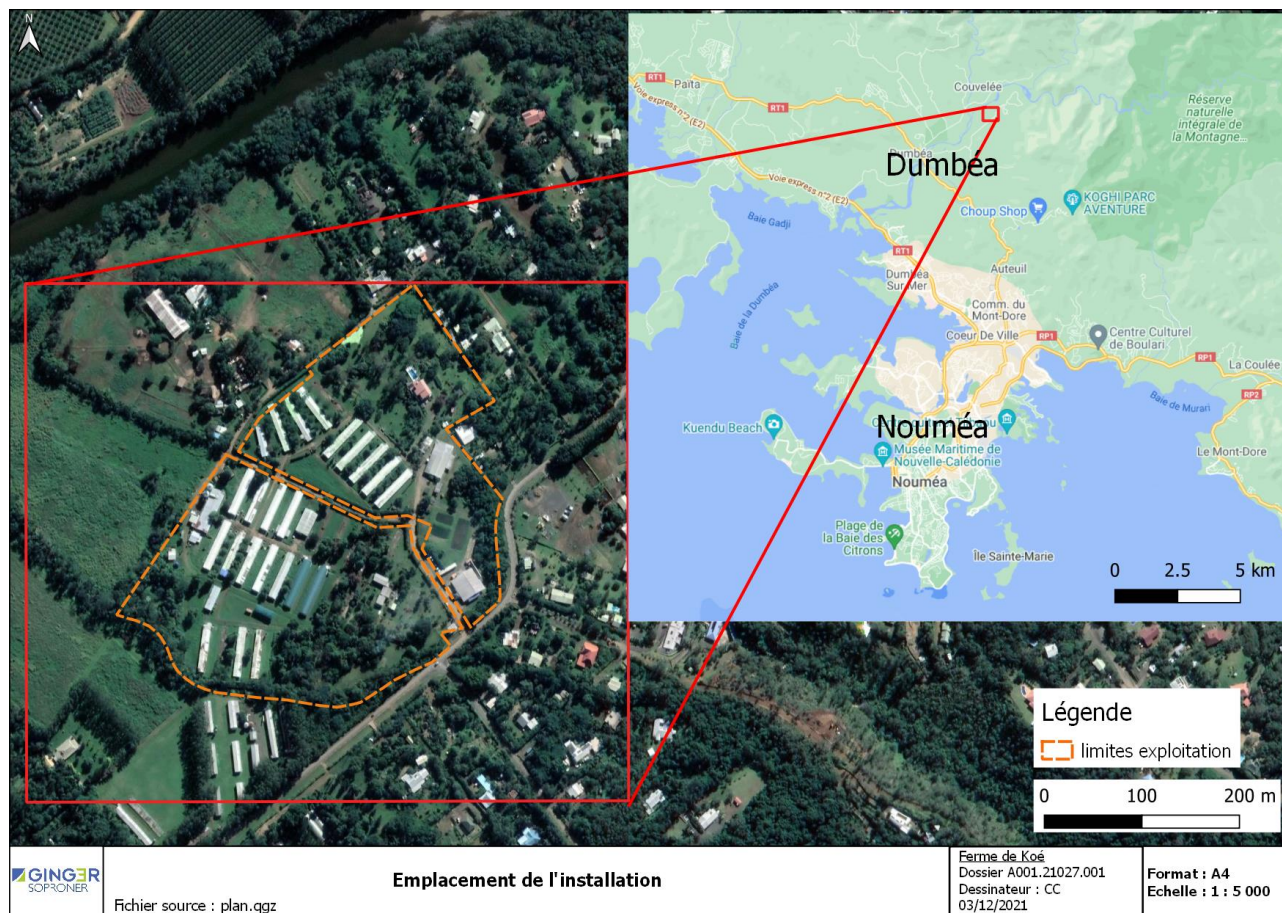 N
Païta
RT1
Voie express n°2 (E2)
RT1
Couvelée
Réserve
naturelle
intégrale de
la Montagne...
Dumbéa
Dumbéa
Voie express n°2 (E2)
KOGHI PARC
AVENTURE
Choup Shop
Baie Gadji
RT1
Dumbéa
Sur-Mer
Auteuil
Baie de la Dumbéa
Comm. du
Mont-Dore
Coeur De Ville
RP1
Centre Culturel
de Boulari
RP1
La Coulée
RP2
Baie de Murari
Kuendu Beach
Nouméa
Musée Maritime de
Nouvelle-Calédonie
Nouméa
Le Mont-Dore
Plage de
la Baie des
Citrons
Île Sainte-Marie
0 2.5 5 km
Légende
limites exploitation
0 100 200 m
GINGER
SOPRONER
Fichier source : plan.qgz
Emplacement de l'installation
Ferme de Koé
Dossier A001.21027.001
Dessinateur : CC
03/12/2021
Format : A4
Echelle : 1 : 5 000